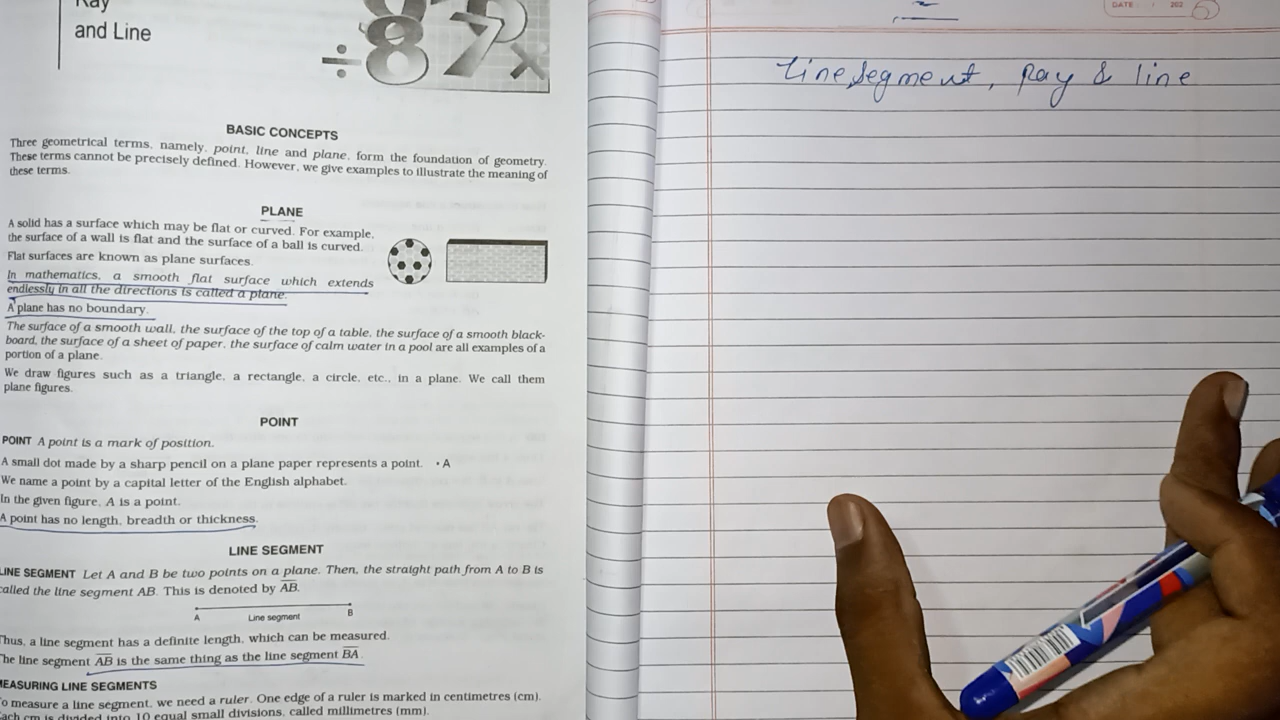 Ray
and Line
BASIC CONCEPTS
Three geometrical terms, namely, point, line and plane, form the foundation of geometry.
These terms cannot be precisely defined. However, we give examples to illustrate the meaning of
these terms.
PLANE
A solid has a surface which may be flat or curved. For example,
the surface of a wall is flat and the surface of a ball is curved.
Flat surfaces are known as plane surfaces.
In mathematics, a smooth flat surface which extends
endlessly in all the directions is called a plane.
A plane has no boundary.
The surface of a smooth wall, the surface of the top of a table, the surface of a smooth black-
board, the surface of a sheet of paper, the surface of calm water in a pool are all examples of a
portion of a plane.
We draw figures such as a triangle, a rectangle, a circle, etc., in a plane. We call them
plane figures.
POINT
POINT A point is a mark of position.
A small dot made by a sharp pencil on a plane paper represents a point. • A
We name a point by a capital letter of the English alphabet.
In the given figure, A is a point.
A point has no length, breadth or thickness.
LINE SEGMENT
LINE SEGMENT Let A and B be two points on a plane. Then, the straight path from A to B is
called the line segment AB. This is denoted by A̅B̅.
A Line segment B
Thus, a line segment has a definite length, which can be measured.
The line segment A̅B̅ is the same thing as the line segment B̅A̅.
MEASURING LINE SEGMENTS
To measure a line segment, we need a ruler. One edge of a ruler is marked in centimetres (cm).
Each cm is divided into 10 equal small divisions, called millimetres (mm).
DATE 202
Line Segment, Ray & line